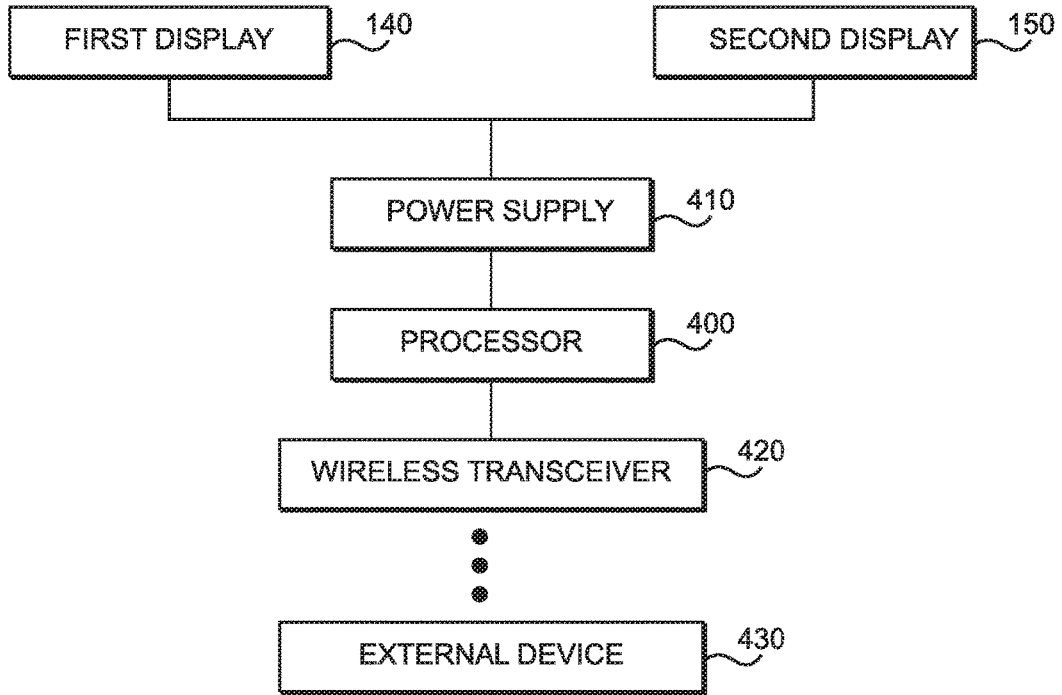 FIRST DISPLAY 140
SECOND DISPLAY 150
POWER SUPPLY 410
PROCESSOR 400
WIRELESS TRANSCEIVER 420
EXTERNAL DEVICE 430